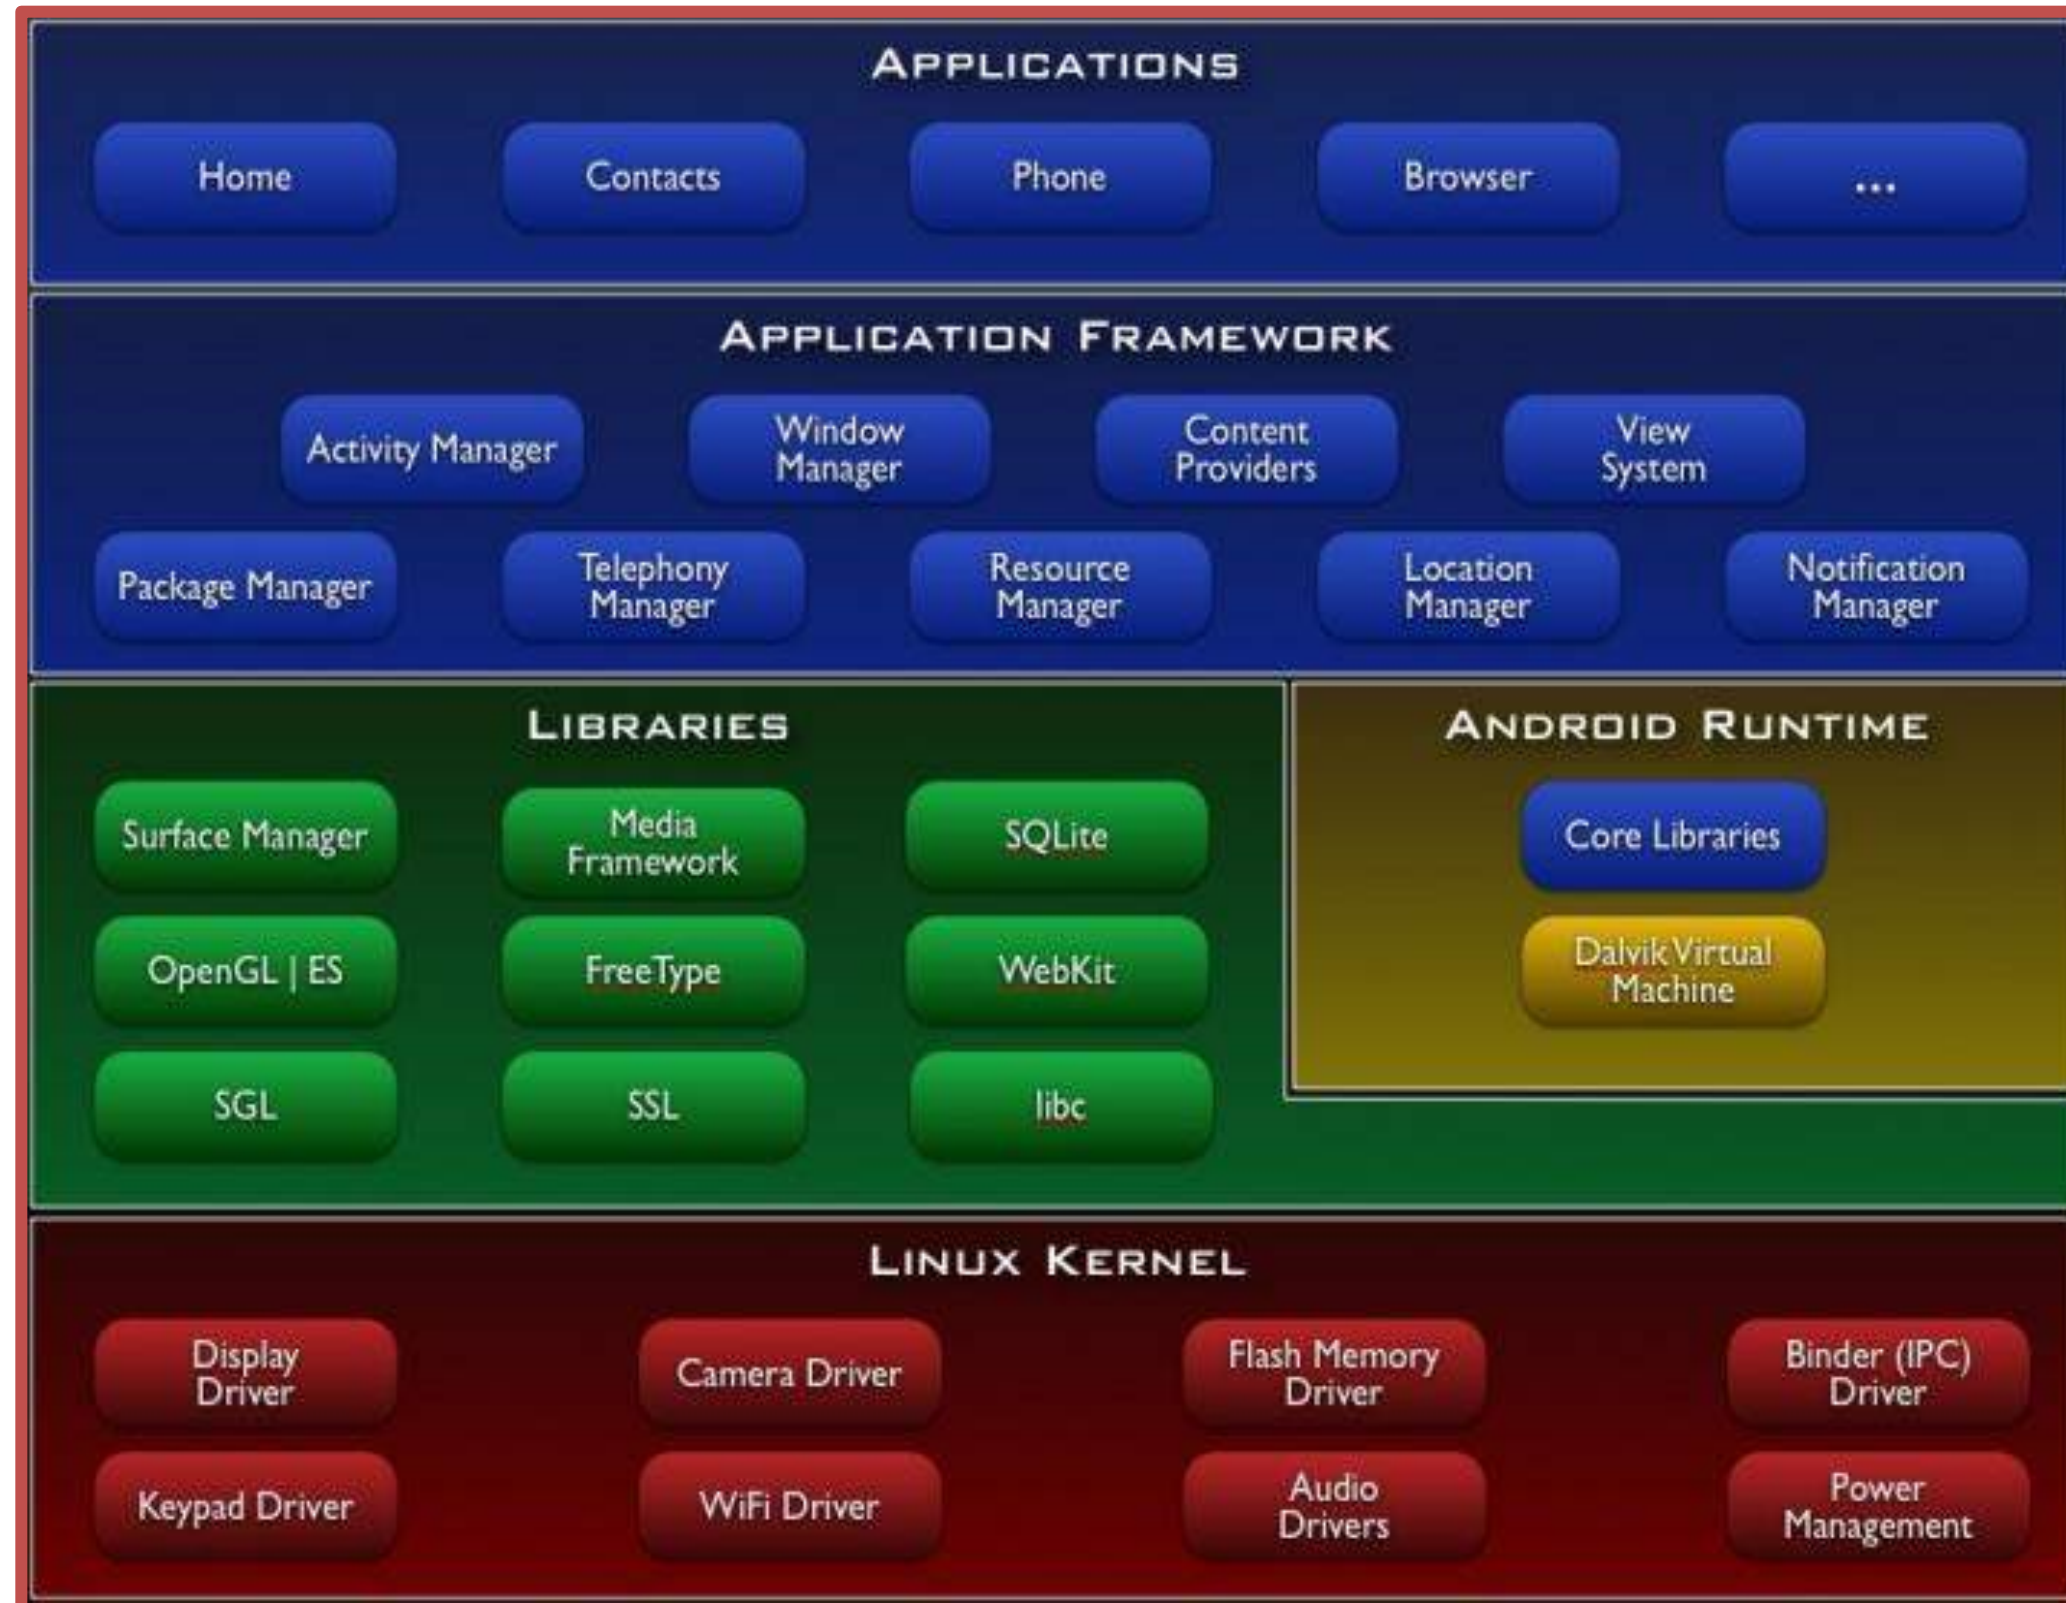 APPLICATIONS
Home
Contacts
Phone
Browser
...
APPLICATION FRAMEWORK
Activity Manager
Window
Manager
Content
Providers
View
System
Package Manager
Telephony
Manager
Resource
Manager
Location
Manager
Notification
Manager
LIBRARIES
Surface Manager
Media
Framework
SQLite
OpenGL | ES
FreeType
WebKit
SGL
SSL
libc
ANDROID RUNTIME
Core Libraries
Dalvik Virtual
Machine
LINUX KERNEL
Display
Driver
Camera Driver
Flash Memory
Driver
Binder (IPC)
Driver
Keypad Driver
WiFi Driver
Audio
Drivers
Power
Management